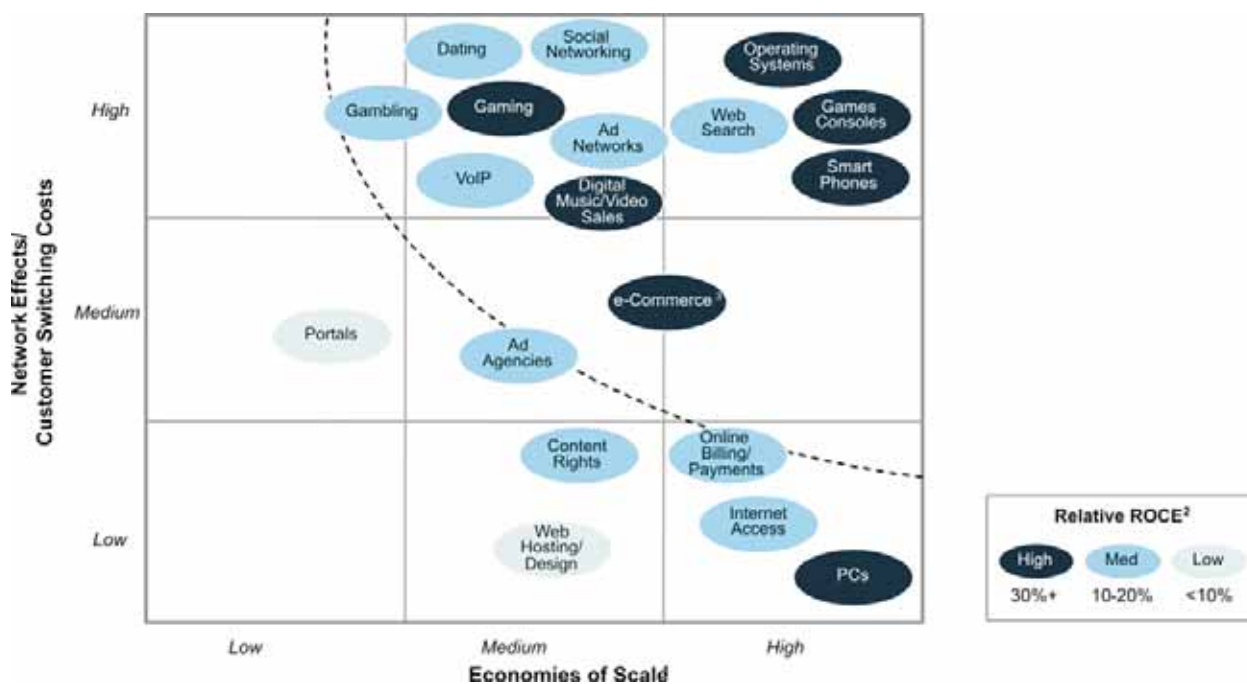 Network Effects/
Customer Switching Costs
High
Medium
Low
Dating
Social
Networking
Operating
Systems
Gambling
Gaming
Ad
Networks
Web
Search
Games
Consoles
VoIP
Digital
Music/Video
Sales
Smart
Phones
e-Commerce 3
Portals
Ad
Agencies
Content
Rights
Online
Billing/
Payments
Internet
Access
Web
Hosting/
Design
PCs
Low
Medium
High
Economies of Scald
Relative ROCE2
High
Med
Low
30%+
10-20%
<10%